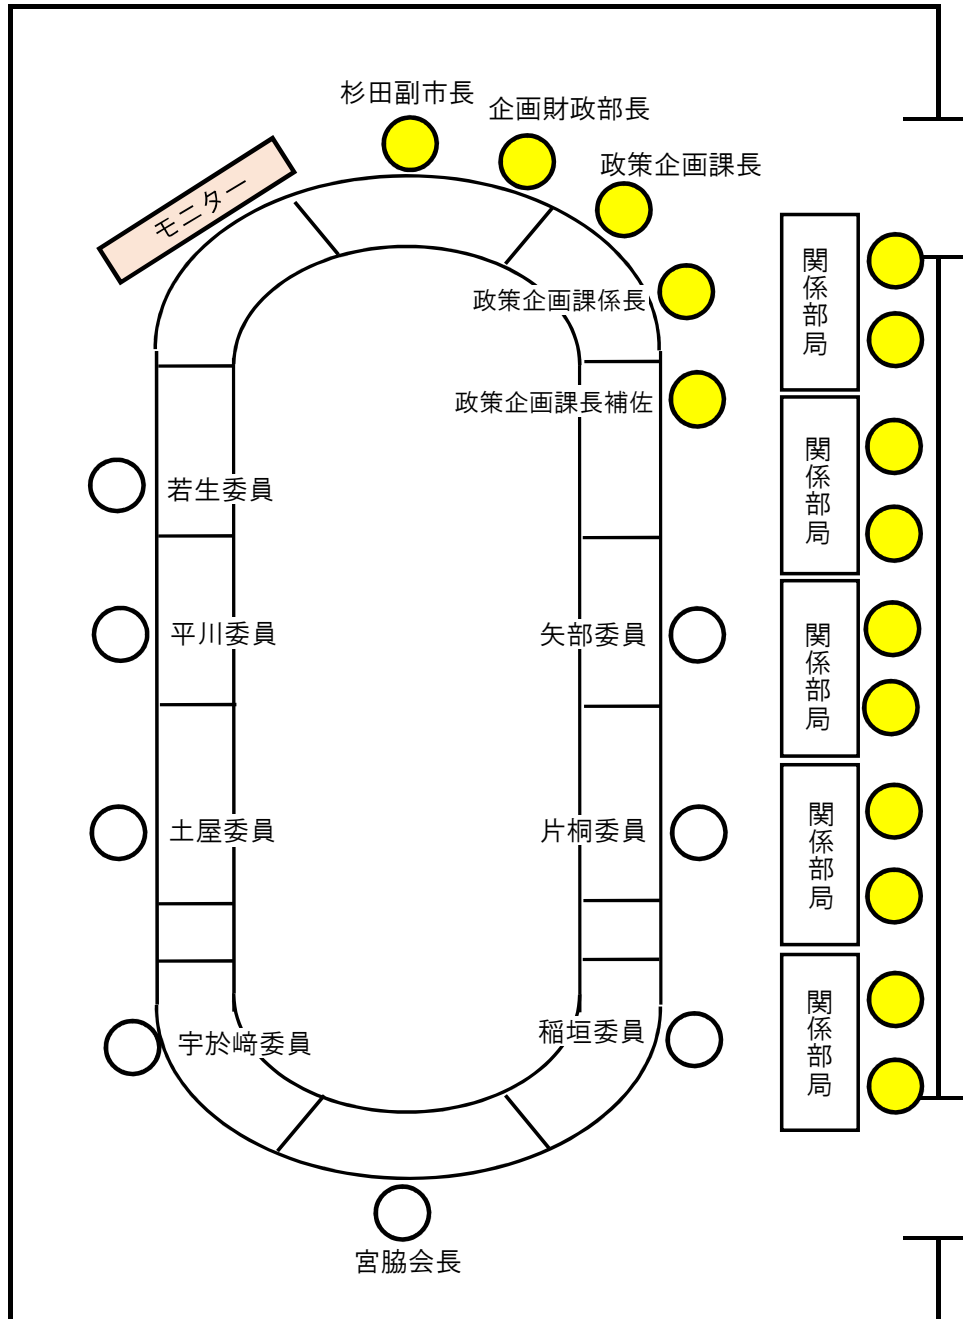 杉田副市長
企画財政部長
政策企画課長
モニター
政策企画課係長
政策企画課長補佐
若生委員
平川委員
矢部委員
土屋委員
片桐委員
宇於﨑委員
稲垣委員
宮脇会長
関係部局
関係部局
関係部局
関係部局
関係部局